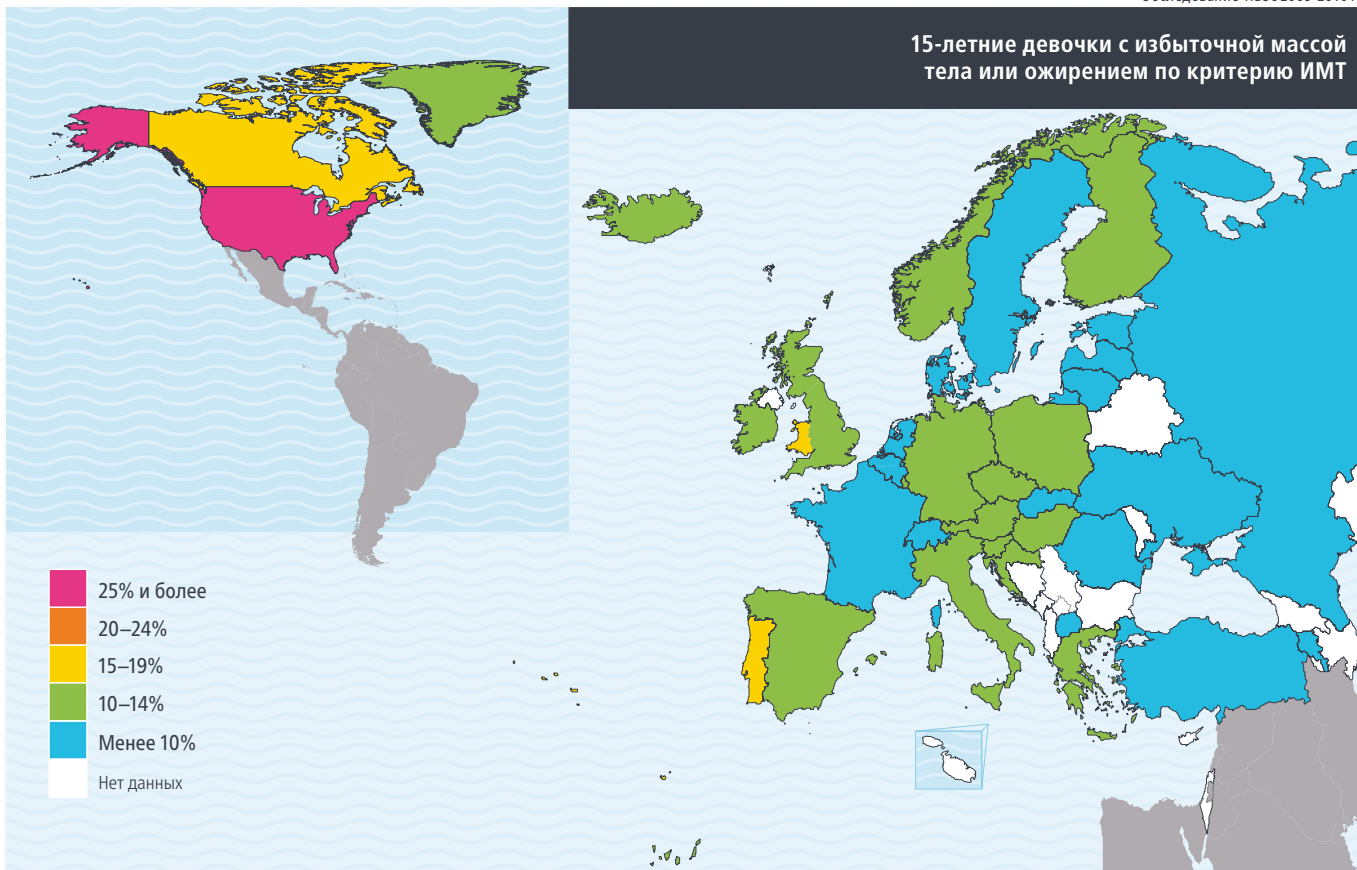 15-летние девочки с избыточной массой
тела или ожирением по критерию ИМТ
25% и более
20–24%
15–19%
10–14%
Менее 10%
Нет данных